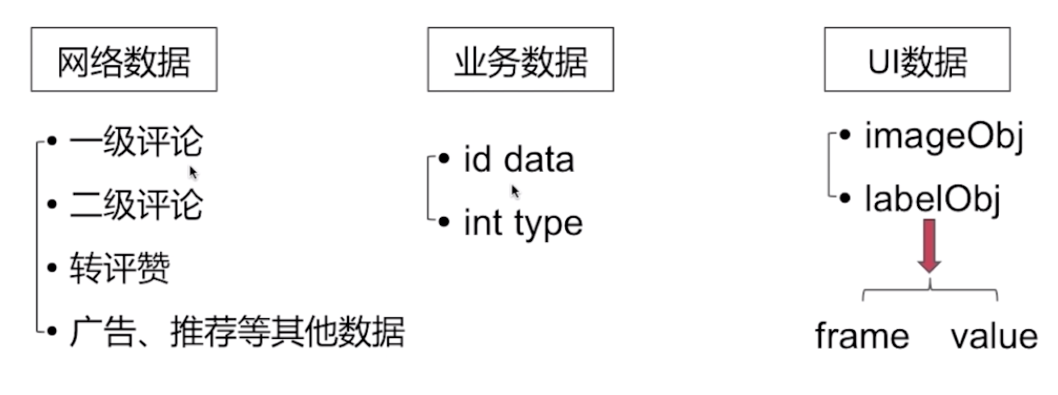 网络数据
一级评论
二级评论
转评赞
广告、推荐等其他数据
业务数据
id data
int type
UI数据
imageObj
labelObj
frame
value